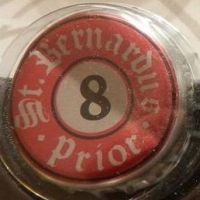 St. Bernardus
8
· Prior ·